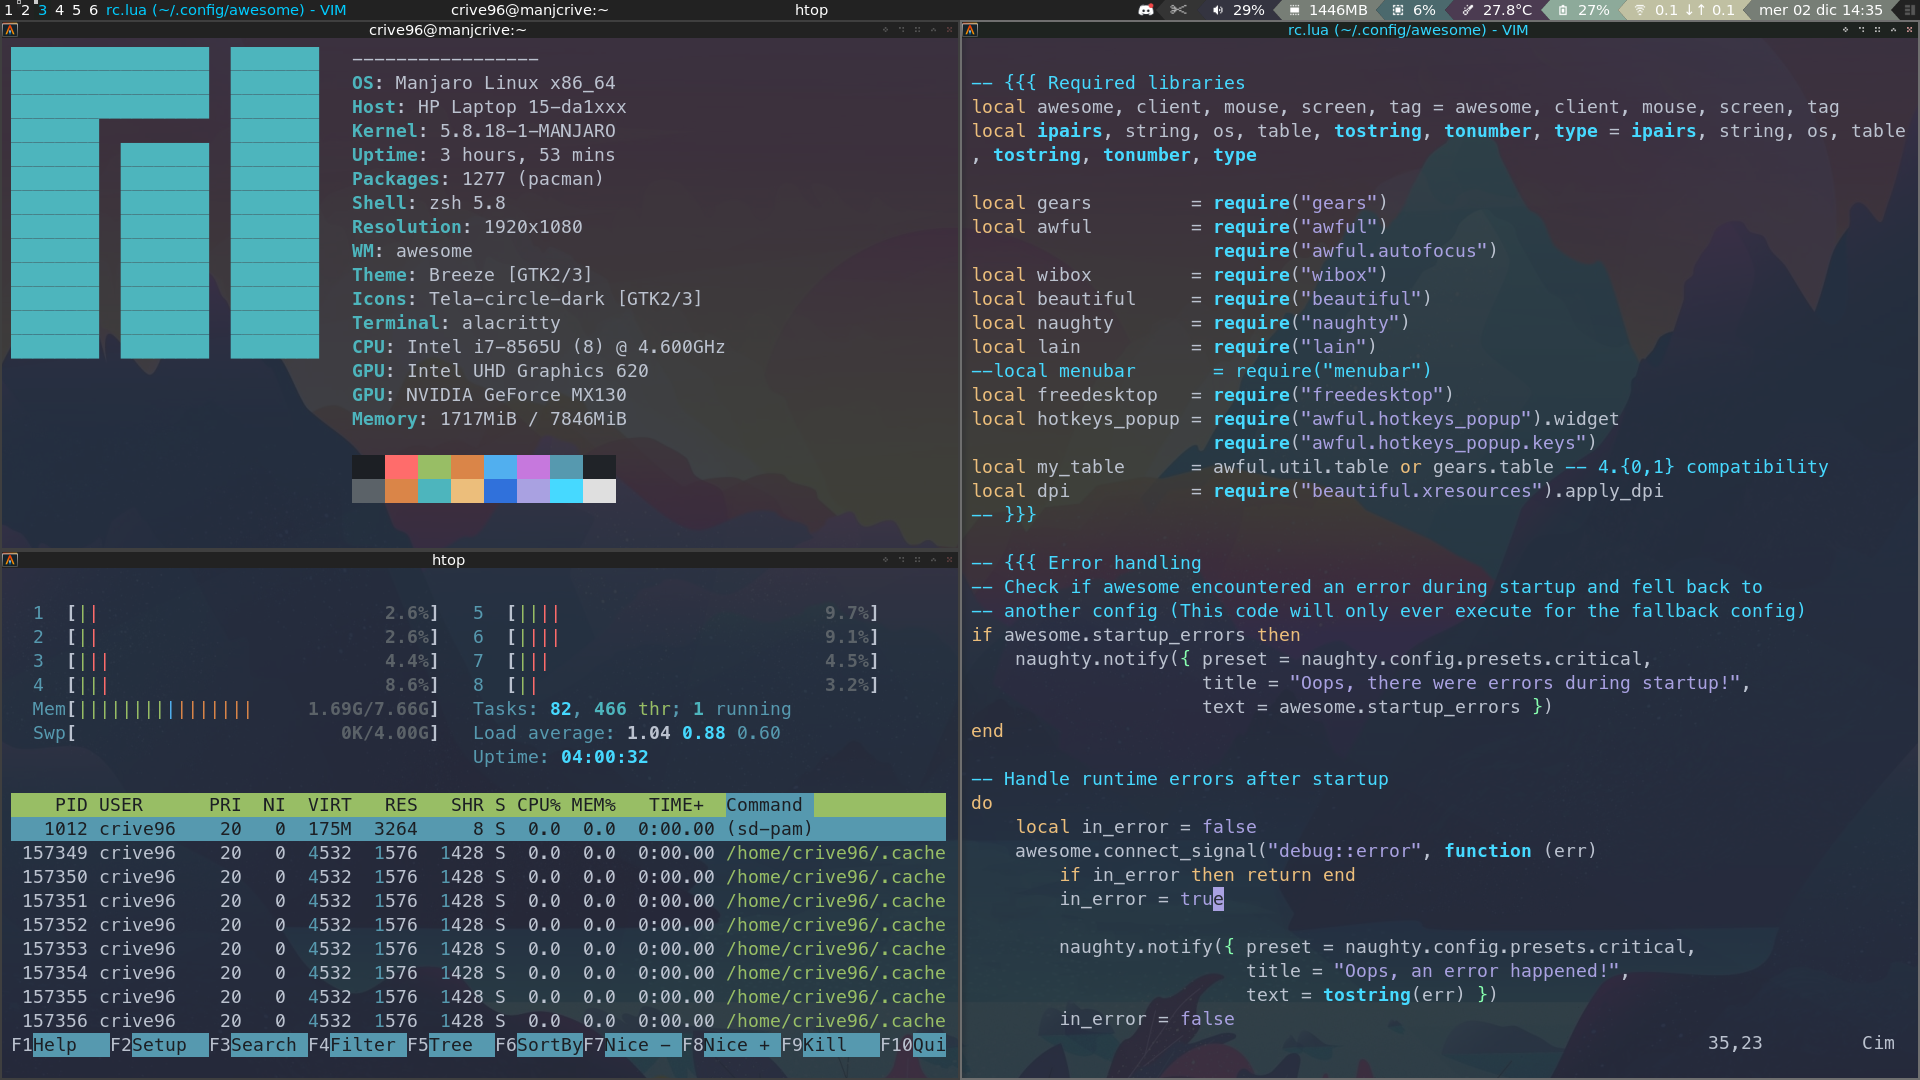 1 2 3 4 5 6 rc.lua (~/.config/awesome) - VIM crive96@manjcrive:~ htop 29% 1446MB 6% 27.8°C 27% 0.1 ↓↑ 0.1 mer 02 dic 14:35
crive96@manjcrive:~
-----------------
OS: Manjaro Linux x86_64
Host: HP Laptop 15-da1xxx
Kernel: 5.8.18-1-MANJARO
Uptime: 3 hours, 53 mins
Packages: 1277 (pacman)
Shell: zsh 5.8
Resolution: 1920x1080
WM: awesome
Theme: Breeze [GTK2/3]
Icons: Tela-circle-dark [GTK2/3]
Terminal: alacritty
CPU: Intel i7-8565U (8) @ 4.600GHz
GPU: Intel UHD Graphics 620
GPU: NVIDIA GeForce MX130
Memory: 1717MiB / 7846MiB
htop
1 [|| 2.6%] 5 [|||| 9.7%]
2 [|| 2.6%] 6 [|||| 9.1%]
3 [||| 4.4%] 7 [||| 4.5%]
4 [||| 8.6%] 8 [|| 3.2%]
Mem[|||||||||||||||| 1.69G/7.66G] Tasks: 82, 466 thr; 1 running
Swp[ 0K/4.00G] Load average: 1.04 0.88 0.60
Uptime: 04:00:32
PID USER PRI NI VIRT RES SHR S CPU% MEM% TIME+ Command
1012 crive96 20 0 175M 3264 8 S 0.0 0.0 0:00.00 (sd-pam)
157349 crive96 20 0 4532 1576 1428 S 0.0 0.0 0:00.00 /home/crive96/.cache
157350 crive96 20 0 4532 1576 1428 S 0.0 0.0 0:00.00 /home/crive96/.cache
157351 crive96 20 0 4532 1576 1428 S 0.0 0.0 0:00.00 /home/crive96/.cache
157352 crive96 20 0 4532 1576 1428 S 0.0 0.0 0:00.00 /home/crive96/.cache
157353 crive96 20 0 4532 1576 1428 S 0.0 0.0 0:00.00 /home/crive96/.cache
157354 crive96 20 0 4532 1576 1428 S 0.0 0.0 0:00.00 /home/crive96/.cache
157355 crive96 20 0 4532 1576 1428 S 0.0 0.0 0:00.00 /home/crive96/.cache
157356 crive96 20 0 4532 1576 1428 S 0.0 0.0 0:00.00 /home/crive96/.cache
F1Help F2Setup F3Search F4Filter F5Tree F6SortBy F7Nice - F8Nice + F9Kill F10Qui
rc.lua (~/.config/awesome) - VIM
-- {{{ Required libraries
local awesome, client, mouse, screen, tag = awesome, client, mouse, screen, tag
local ipairs, string, os, table, tostring, tonumber, type = ipairs, string, os, table
, tostring, tonumber, type
local gears = require("gears")
local awful = require("awful")
require("awful.autofocus")
local wibox = require("wibox")
local beautiful = require("beautiful")
local naughty = require("naughty")
local lain = require("lain")
--local menubar = require("menubar")
local freedesktop = require("freedesktop")
local hotkeys_popup = require("awful.hotkeys_popup").widget
require("awful.hotkeys_popup.keys")
local my_table = awful.util.table or gears.table -- 4.{0,1} compatibility
local dpi = require("beautiful.xresources").apply_dpi
-- }}}
-- {{{ Error handling
-- Check if awesome encountered an error during startup and fell back to
-- another config (This code will only ever execute for the fallback config)
if awesome.startup_errors then
naughty.notify({ preset = naughty.config.presets.critical,
title = "Oops, there were errors during startup!",
text = awesome.startup_errors })
end
-- Handle runtime errors after startup
do
local in_error = false
awesome.connect_signal("debug::error", function (err)
if in_error then return end
in_error = true
naughty.notify({ preset = naughty.config.presets.critical,
title = "Oops, an error happened!",
text = tostring(err) })
in_error = false
35,23 Cim